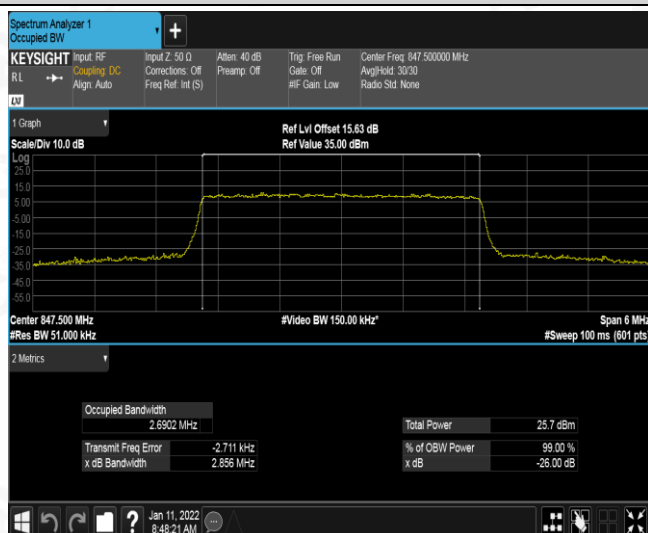 Spectrum Analyzer 1
Occupied BW
KEYSIGHT
RL
LXI
Input: RF
Coupling: DC
Align: Auto
Input Z: 50 Ω
Corrections: Off
Freq Ref: Int (S)
Atten: 40 dB
Preamp: Off
Trig: Free Run
Gate: Off
#IF Gain: Low
Center Freq: 847.500000 MHz
Avg|Hold: 30/30
Radio Std: None
1 Graph
Scale/Div 10.0 dB
Ref Lvl Offset 15.63 dB
Ref Value 35.00 dBm
Log
25.0
15.0
5.00
-5.00
-15.0
-25.0
-35.0
-45.0
-55.0
Center 847.500 MHz
#Res BW 51.000 kHz
#Video BW 150.00 kHz*
Span 6 MHz
#Sweep 100 ms (601 pts)
2 Metrics
Occupied Bandwidth
2.6902 MHz
Transmit Freq Error -2.711 kHz
x dB Bandwidth 2.856 MHz
Total Power 25.7 dBm
% of OBW Power 99.00 %
x dB -26.00 dB
Jan 11, 2022
8:48:21 AM